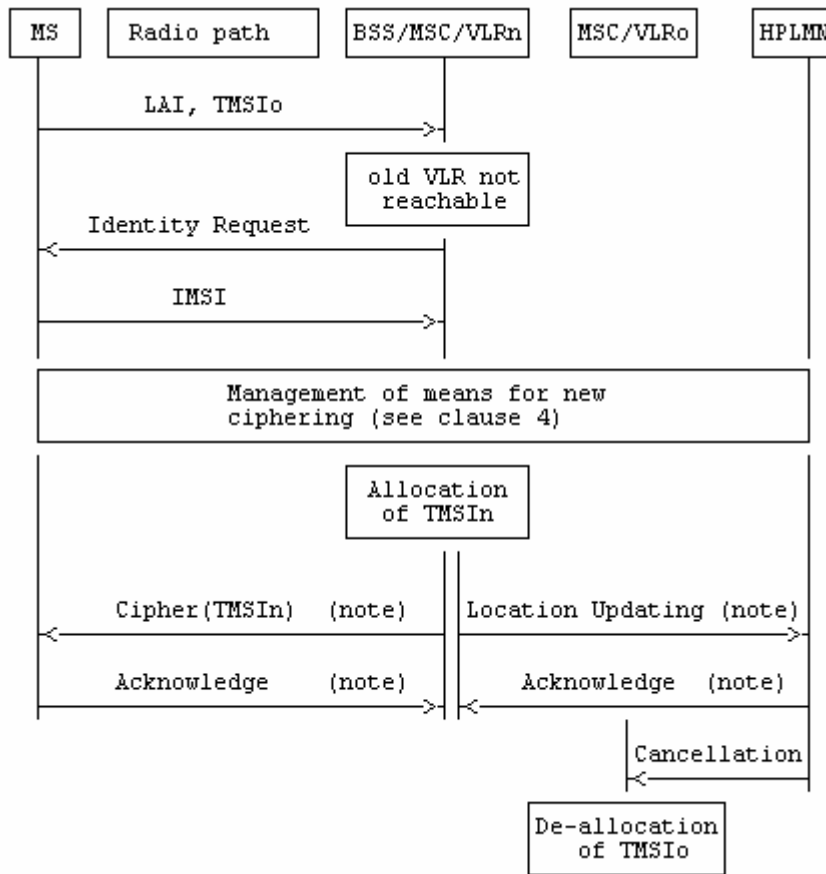 MS
Radio path
BSS/MSC/VLRn
MSC/VLRo
HPLMN
LAI, TMSIo
old VLR not
reachable
Identity Request
IMSI
Management of means for new
ciphering (see clause 4)
Allocation
of TMSIn
Cipher(TMSIn) (note)
Location Updating (note)
Acknowledge (note)
Acknowledge (note)
Cancellation
De-allocation
of TMSIo